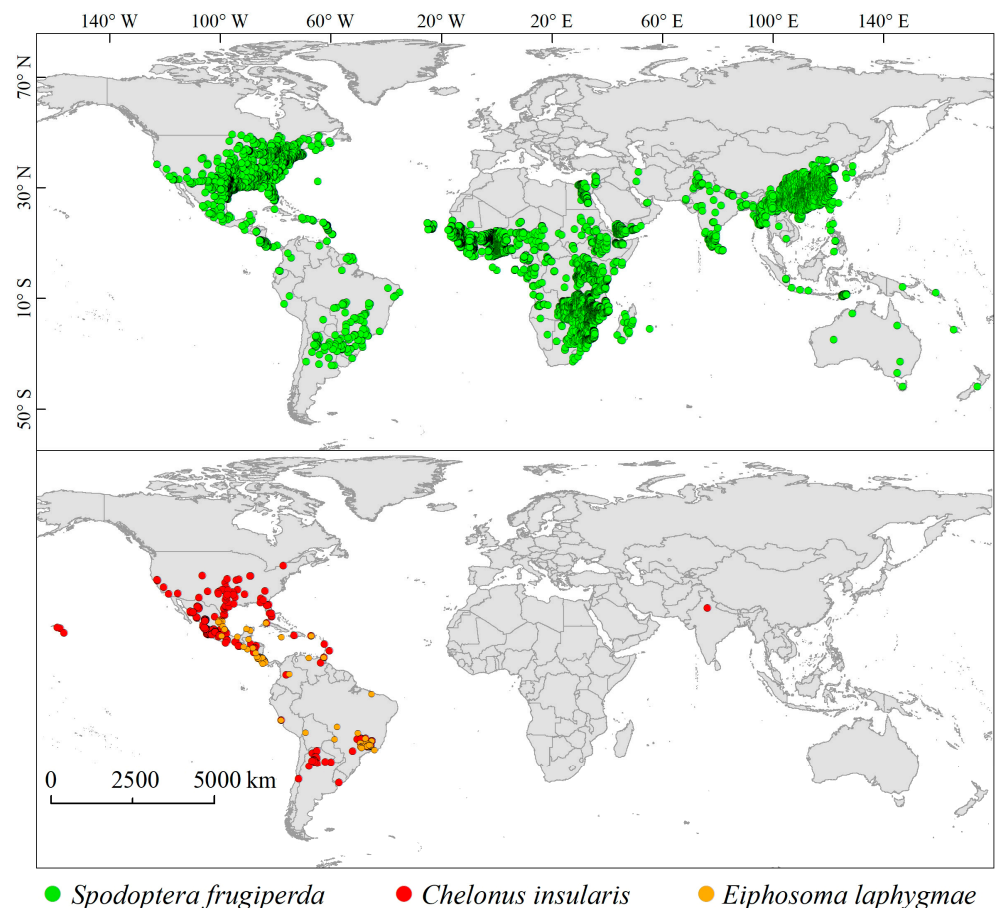 140° W 100° W 60° W 20° W 20° E 60° E 100° E 140° E
70° N
30° N
10° S
50° S
0 2500 5000 km
Spodoptera frugiperda Chelonus insularis Eiphosoma laphygmae